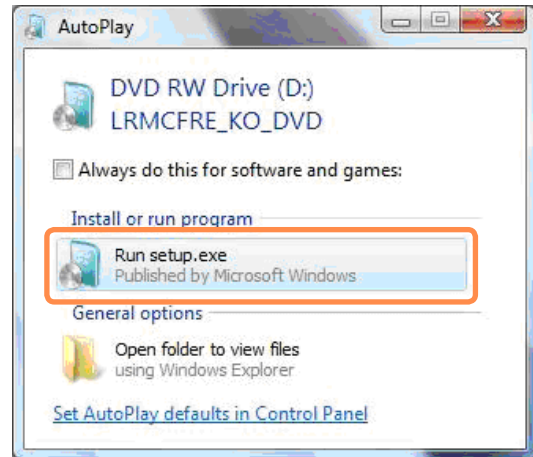 AutoPlay
DVD RW Drive (D:)
LRMCFRE_KO_DVD
Always do this for software and games:
Install or run program
Run setup.exe
Published by Microsoft Windows
General options
Open folder to view files
using Windows Explorer
Set AutoPlay defaults in Control Panel